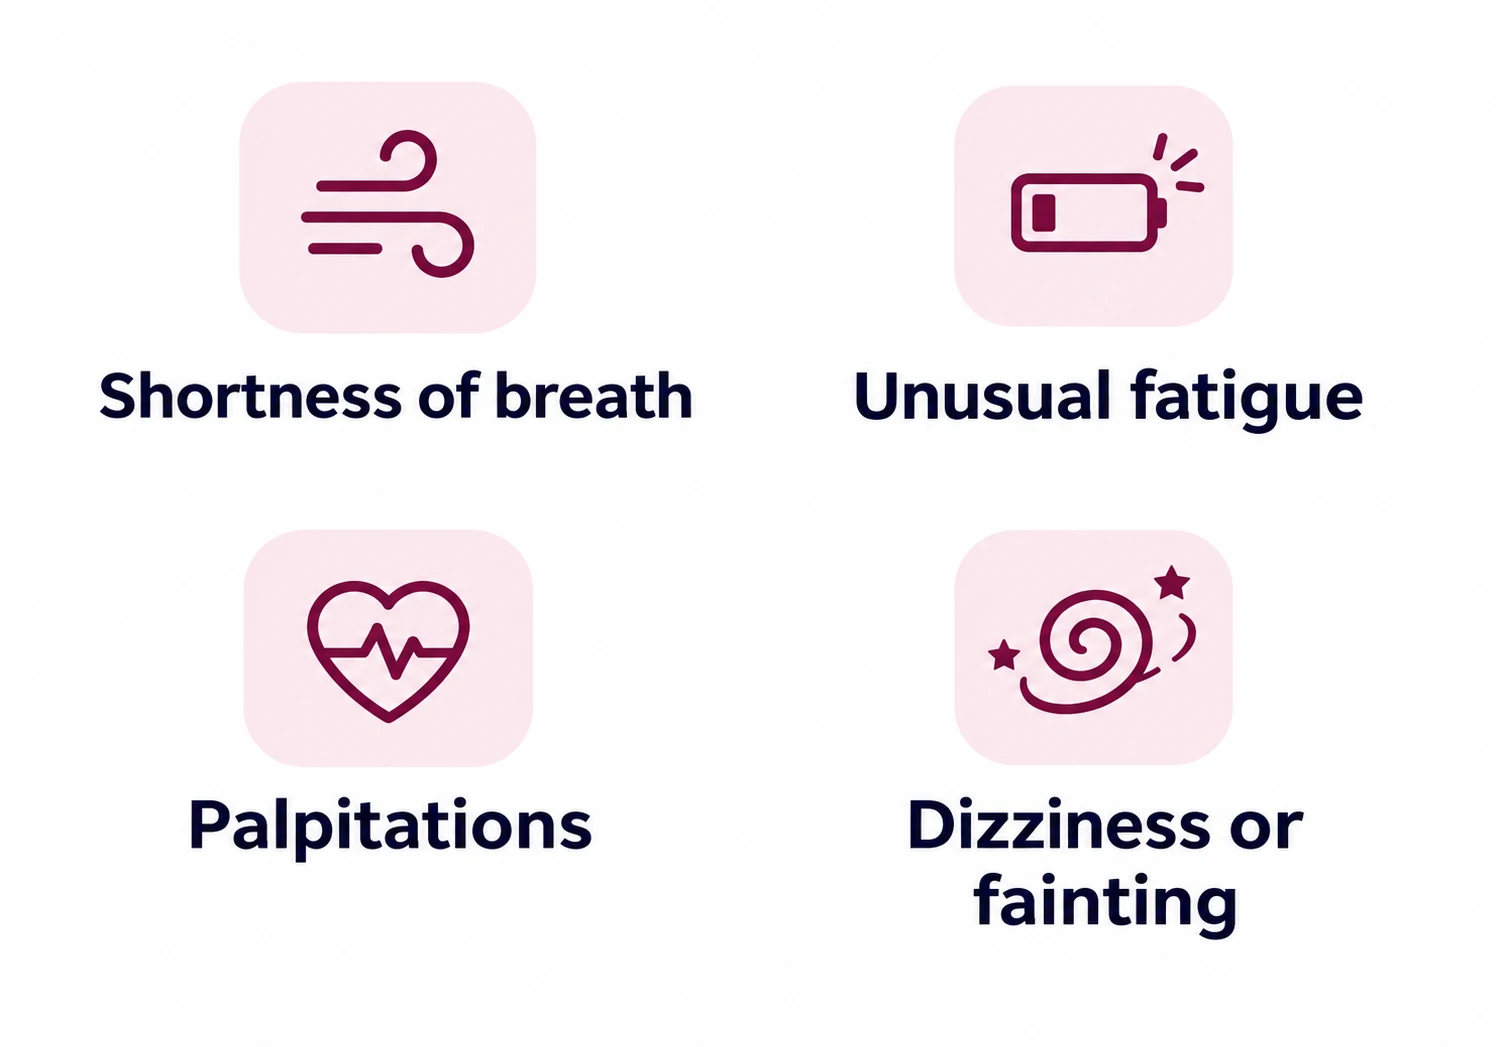 Shortness of breath
Unusual fatigue
Palpitations
Dizziness or
fainting